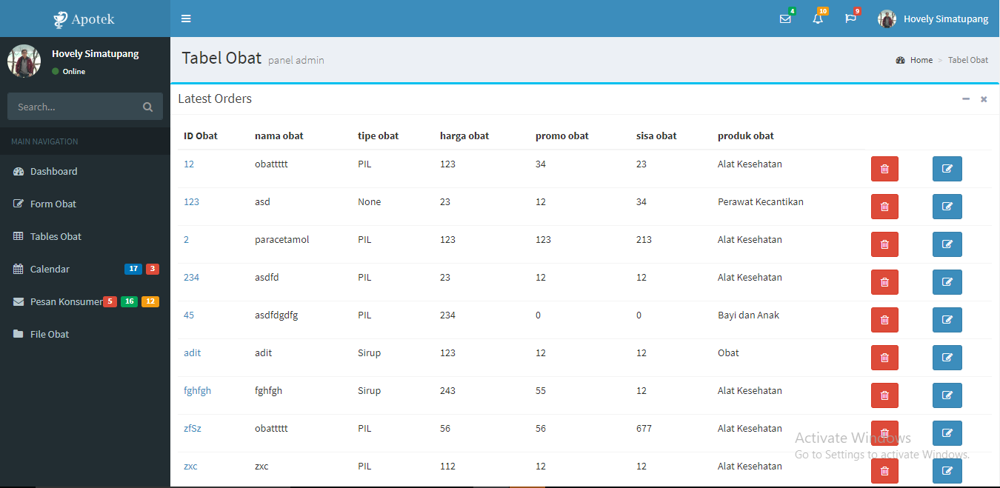 Apotek
4
10
9
Hovely Simatupang
Hovely Simatupang
Online
Tabel Obat panel admin
Home > Tabel Obat
Search...
MAIN NAVIGATION
Dashboard
Form Obat
Tables Obat
Calendar 17 3
Pesan Konsumen 5 16 12
File Obat
Latest Orders
ID Obat nama obat tipe obat harga obat promo obat sisa obat produk obat
12 obattttt PIL 123 34 23 Alat Kesehatan
123 asd None 23 12 34 Perawat Kecantikan
2 paracetamol PIL 123 123 213 Alat Kesehatan
234 asdfd PIL 23 12 12 Alat Kesehatan
45 asdfdgdfg PIL 234 0 0 Bayi dan Anak
adit adit Sirup 123 12 12 Obat
fghfgh fghfgh Sirup 243 55 12 Alat Kesehatan
zfSz obattttt PIL 56 56 677 Alat Kesehatan
zxc zxc PIL 112 12 12 Alat Kesehatan
Activate Windows
Go to Settings to activate Windows.